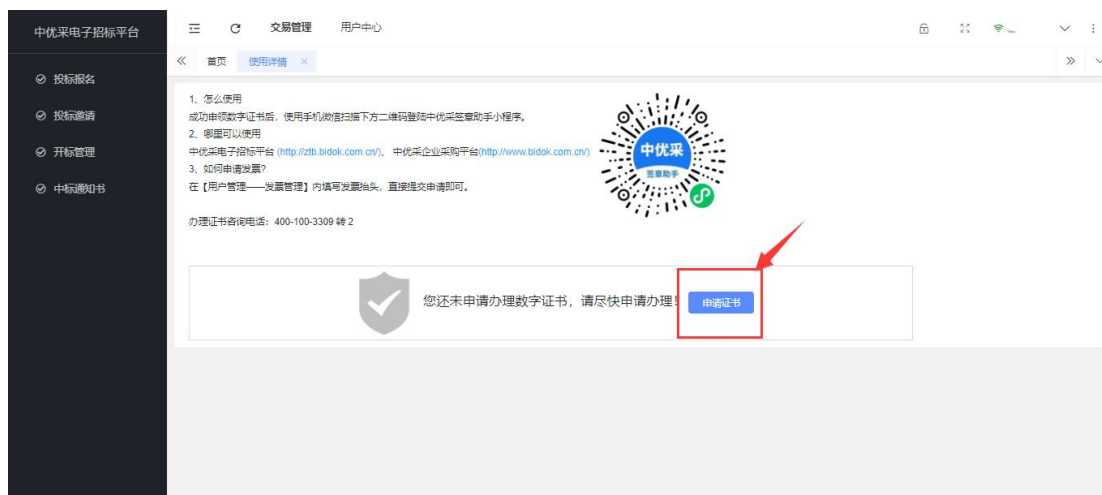 中优采电子招标平台
交易管理
用户中心
首页
使用详情
投标报名
投标邀请
开标管理
中标通知书
1、怎么使用
成功申领数字证书后，使用手机微信扫描下方二维码登陆中优采签章助手小程序。
2、哪里可以使用
中优采电子招标平台 (http://ztb.bidok.com.cn/)、 中优采企业采购平台(http://www.bidok.com.cn/)
3、如何申请发票?
在【用户管理——发票管理】内填写发票抬头，直接提交申请即可。
办理证书咨询电话：400-100-3309 转 2
中优采
签章助手
您还未申请办理数字证书，请尽快申请办理!
申请证书